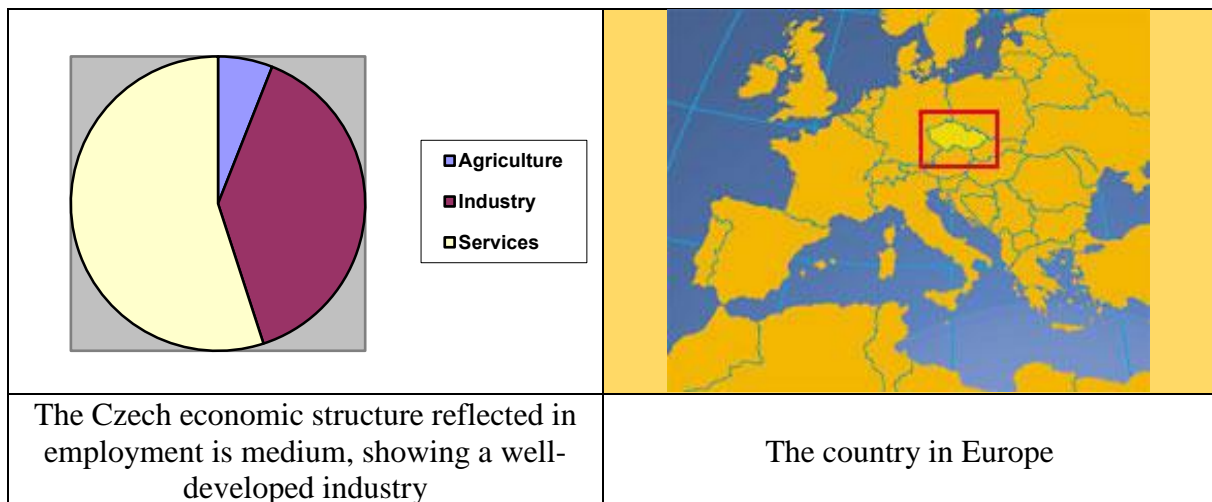 Agriculture
Industry
Services
The Czech economic structure reflected in
employment is medium, showing a well-
developed industry
The country in Europe